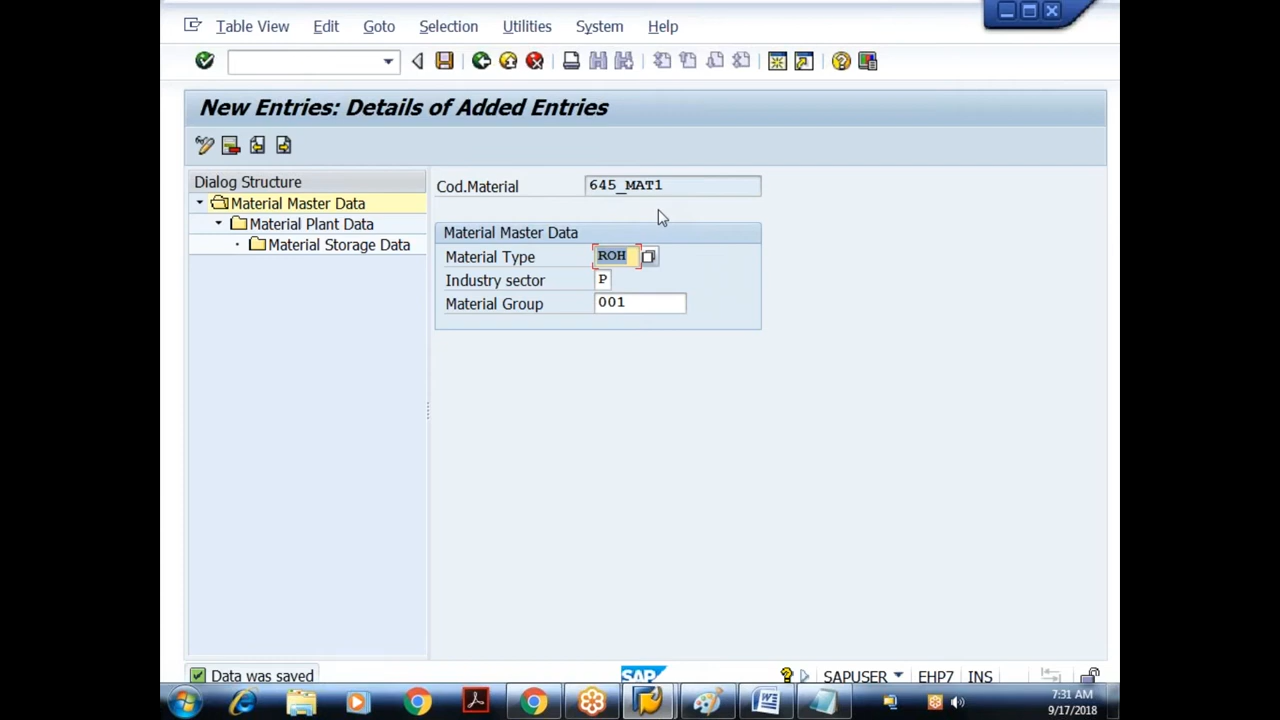 Table View Edit Goto Selection Utilities System Help
New Entries: Details of Added Entries
Dialog Structure
Material Master Data
Material Plant Data
Material Storage Data
Cod.Material 645_MAT1
Material Master Data
Material Type ROH
Industry sector P
Material Group 001
Data was saved
SAP
SAPUSER EHP7 INS
7:31 AM
9/17/2018